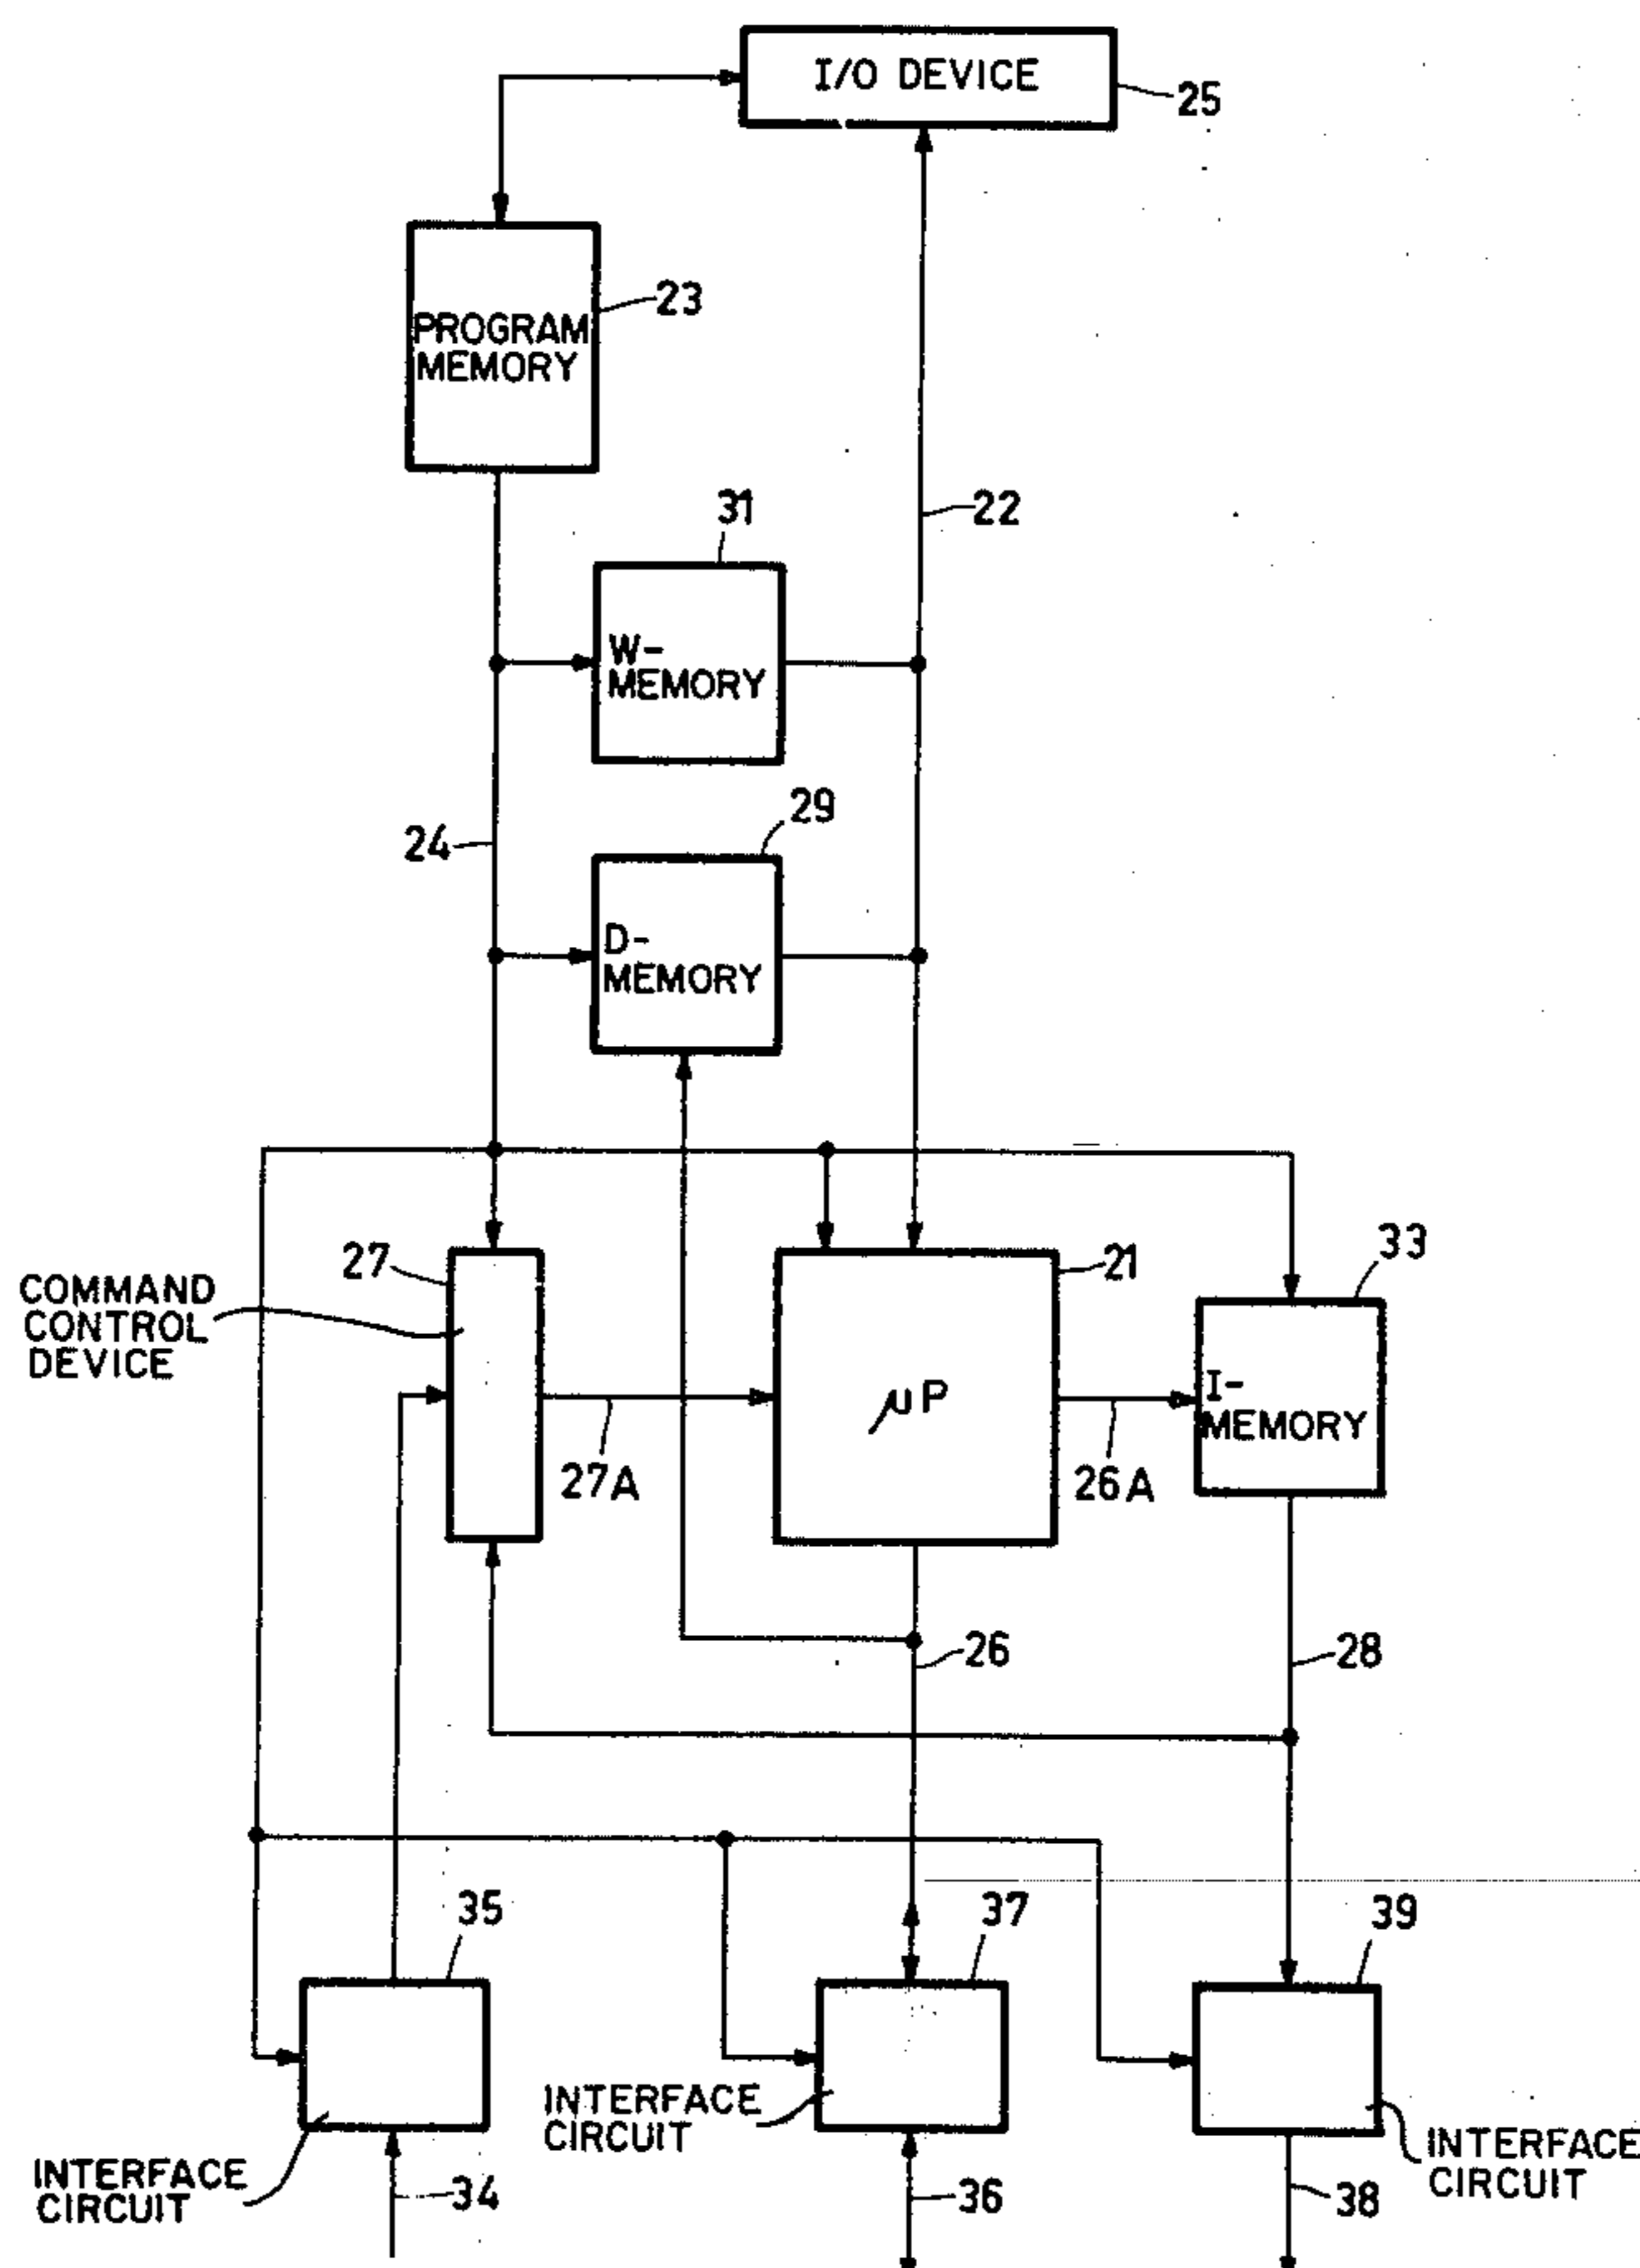 I/O DEVICE
25
23
PROGRAM
MEMORY
31
22
W-
MEMORY
29
24
D-
MEMORY
27
21
33
COMMAND
CONTROL
DEVICE
µP
I-
MEMORY
27A
26A
26
28
35
37
39
INTERFACE
CIRCUIT
INTERFACE
CIRCUIT
INTERFACE
CIRCUIT
34
36
38